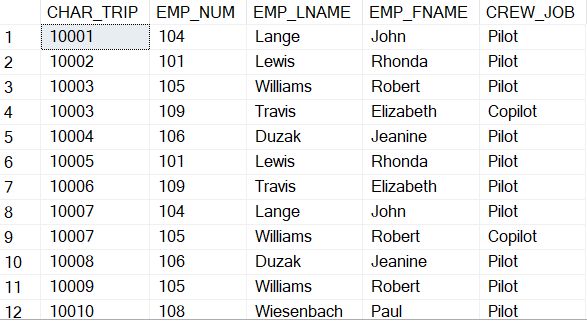 CHAR_TRIP EMP_NUM EMP_LNAME EMP_FNAME CREW_JOB
1 10001 104 Lange John Pilot
2 10002 101 Lewis Rhonda Pilot
3 10003 105 Williams Robert Pilot
4 10003 109 Travis Elizabeth Copilot
5 10004 106 Duzak Jeanine Pilot
6 10005 101 Lewis Rhonda Pilot
7 10006 109 Travis Elizabeth Pilot
8 10007 104 Lange John Pilot
9 10007 105 Williams Robert Copilot
10 10008 106 Duzak Jeanine Pilot
11 10009 105 Williams Robert Pilot
12 10010 108 Wiesenbach Paul Pilot